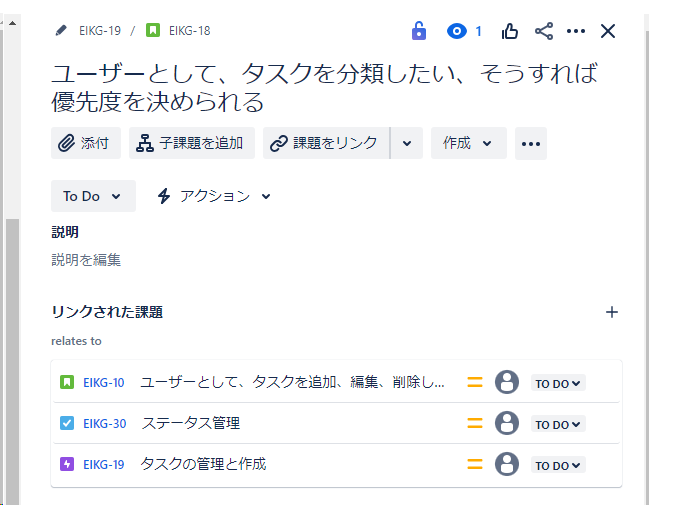 EIKG-19 / EIKG-18
1
ユーザーとして、タスクを分類したい、そうすれば
優先度を決められる
添付 子課題を追加 課題をリンク 作成
To Do アクション
説明
説明を編集
リンクされた課題
relates to
EIKG-10 ユーザーとして、タスクを追加、編集、削除し... TO DO
EIKG-30 ステータス管理 TO DO
EIKG-19 タスクの管理と作成 TO DO